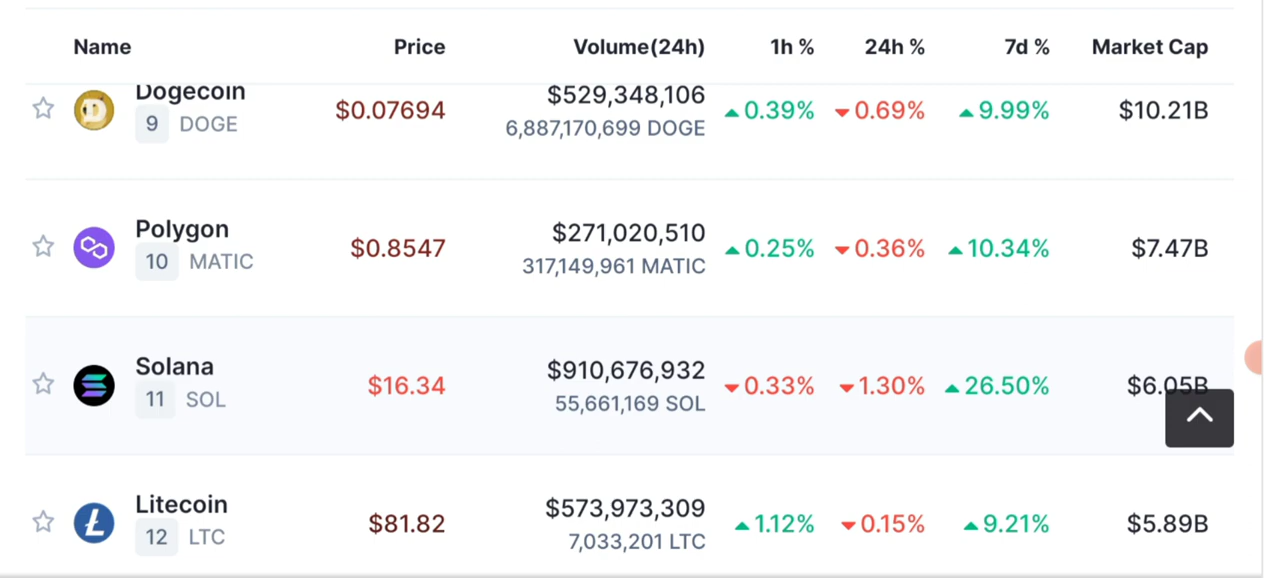 Name Price Volume(24h) 1h % 24h % 7d % Market Cap
Dogecoin $529,348,106
$0.07694 0.39% 0.69% 9.99% $10.21B
9 DOGE 6,887,170,699 DOGE
Polygon $271,020,510
$0.8547 0.25% 0.36% 10.34% $7.47B
10 MATIC 317,149,961 MATIC
Solana $910,676,932
$16.34 0.33% 1.30% 26.50% $6.05B
11 SOL 55,661,169 SOL
Litecoin $573,973,309
$81.82 1.12% 0.15% 9.21% $5.89B
12 LTC 7,033,201 LTC